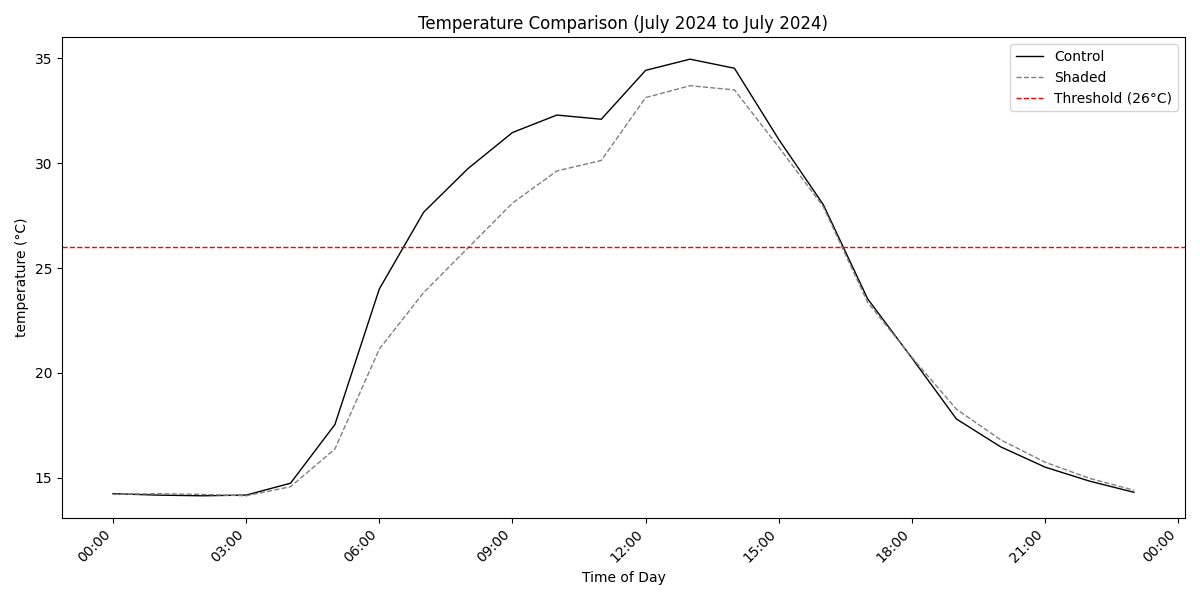 Temperature Comparison (July 2024 to July 2024)
Control
Shaded
Threshold (26°C)
temperature (°C)
35
30
25
20
15
00:00
03:00
06:00
09:00
12:00
15:00
18:00
21:00
00:00
Time of Day